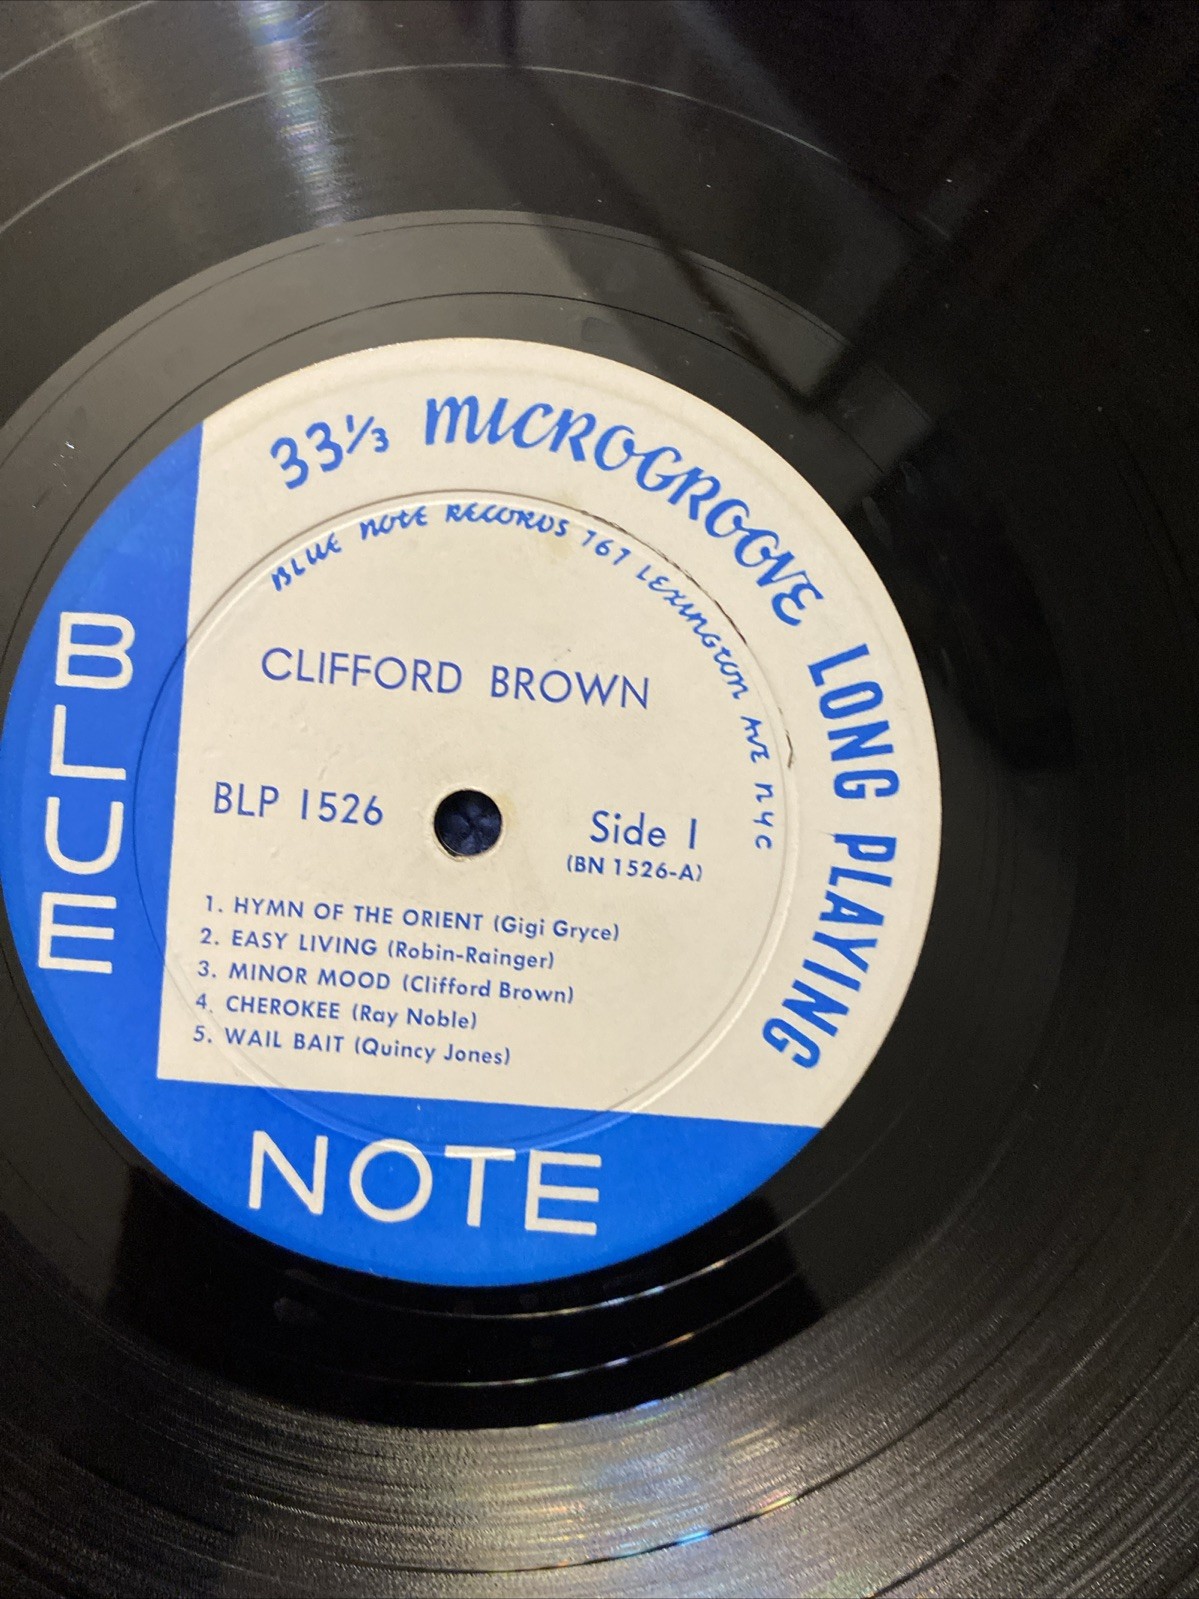 33⅓ MICROGROOVE LONG PLAYING
BLUE NOTE RECORDS 767 LEXINGTON AVE NYC
CLIFFORD BROWN
BLP 1526
Side 1
(BN 1526-A)
1. HYMN OF THE ORIENT (Gigi Gryce)
2. EASY LIVING (Robin-Rainger)
3. MINOR MOOD (Clifford Brown)
4. CHEROKEE (Ray Noble)
5. WAIL BAIT (Quincy Jones)
BLUE
NOTE